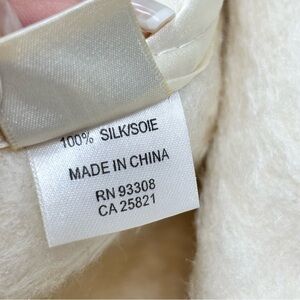 100% SILK/SOIE
MADE IN CHINA
RN 93308
CA 25821